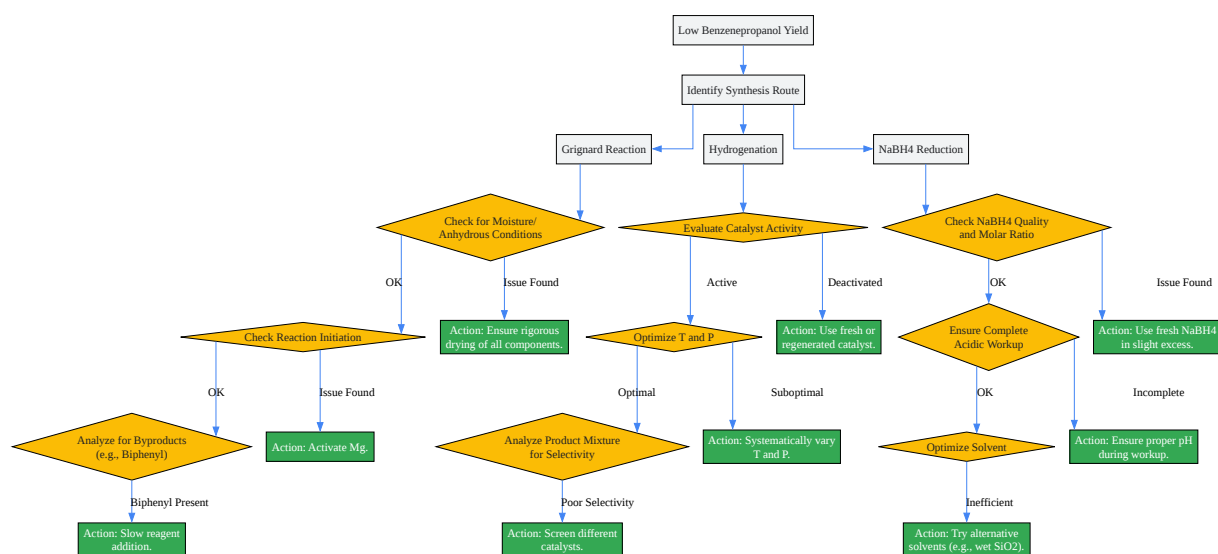 Low Benzenepropanol Yield
Identify Synthesis Route
Grignard Reaction
Hydrogenation
NaBH4 Reduction
Check for Moisture/
Anhydrous Conditions
Evaluate Catalyst Activity
Check NaBH4 Quality
and Molar Ratio
OK
Issue Found
Active
Deactivated
OK
Issue Found
Check Reaction Initiation
Action: Ensure rigorous
drying of all components.
Optimize T and P
Action: Use fresh or
regenerated catalyst.
Ensure Complete
Acidic Workup
Action: Use fresh NaBH4
in slight excess.
OK
Issue Found
Optimal
Suboptimal
OK
Incomplete
Analyze for Byproducts
(e.g., Biphenyl)
Action: Activate Mg.
Analyze Product Mixture
for Selectivity
Action: Systematically vary
T and P.
Optimize Solvent
Action: Ensure proper pH
during workup.
Biphenyl Present
Poor Selectivity
Inefficient
Action: Slow reagent
addition.
Action: Screen different
catalysts.
Action: Try alternative
solvents (e.g., wet SiO2).